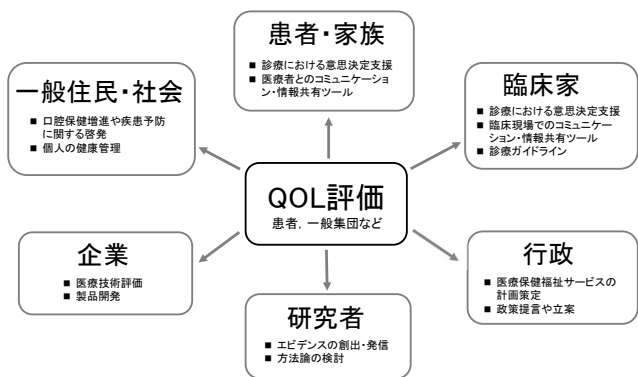 患者・家族
■ 診療における意思決定支援
■ 医療者とのコミュニケーショ
ン・情報共有ツール
一般住民・社会
■ 口腔保健増進や疾患予防
に関する啓発
■ 個人の健康管理
臨床家
■ 診療における意思決定支援
■ 臨床現場でのコミュニケー
ション・情報共有ツール
■ 診療ガイドライン
QOL評価
患者，一般集団など
企業
■ 医療技術評価
■ 製品開発
行政
■ 医療保健福祉サービスの
計画策定
■ 政策提言や立案
研究者
■ エビデンスの創出・発信
■ 方法論の検討